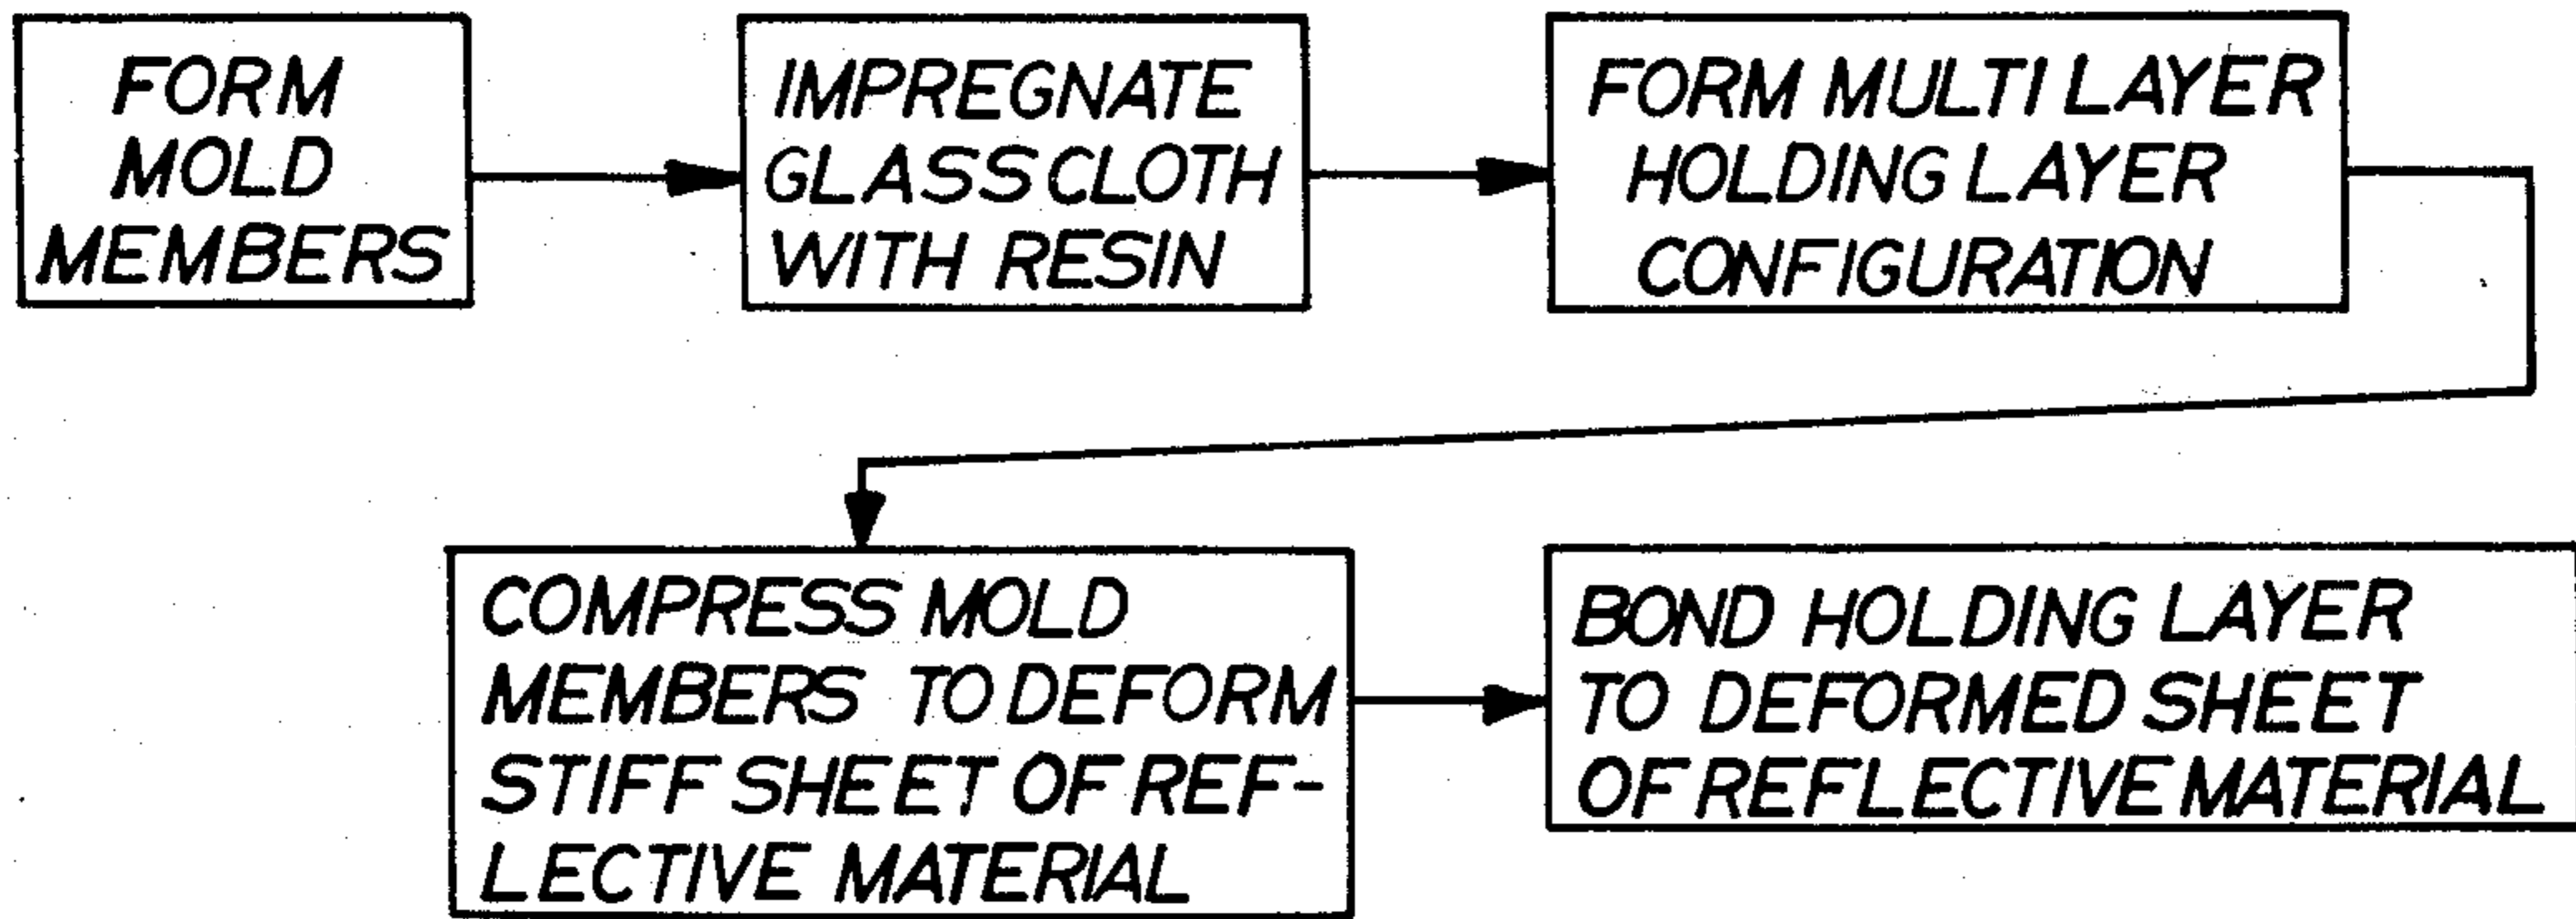 FORM
MOLD
MEMBERS
IMPREGNATE
GLASS CLOTH
WITH RESIN
FORM MULTI LAYER
HOLDING LAYER
CONFIGURATION
COMPRESS MOLD
MEMBERS TO DEFORM
STIFF SHEET OF REF-
LECTIVE MATERIAL
BOND HOLDING LAYER
TO DEFORMED SHEET
OF REFLECTIVE MATERIAL